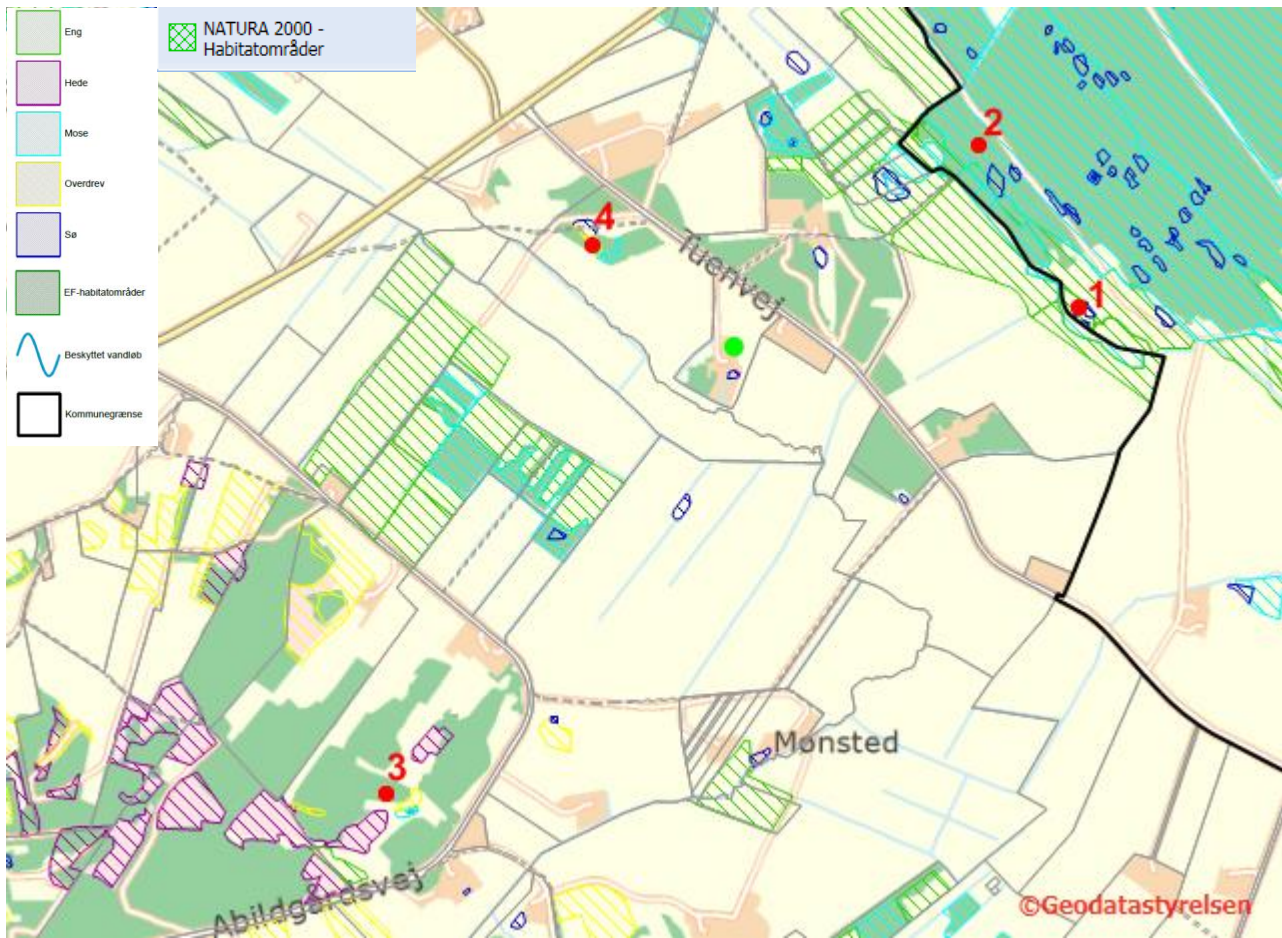 Eng
Hede
Mose
Overdrev
Sø
EF-habitatområder
Beskyttet vandløb
Kommunegrænse
NATURA 2000 -
Habitatområder
2
4
Tuenvej
1
Mønsted
3
Abildgårdsvej
©Geodatastyrelsen